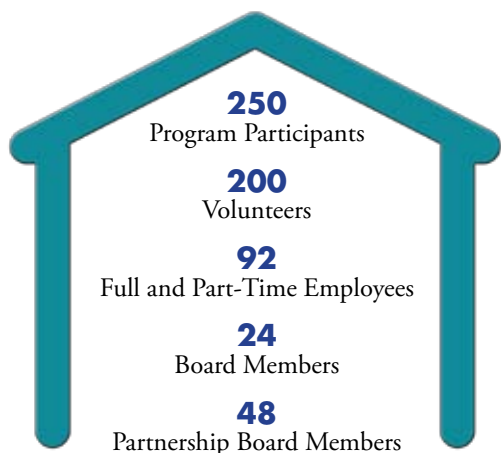 250
Program Participants
200
Volunteers
92
Full and Part-Time Employees
24
Board Members
48
Partnership Board Members